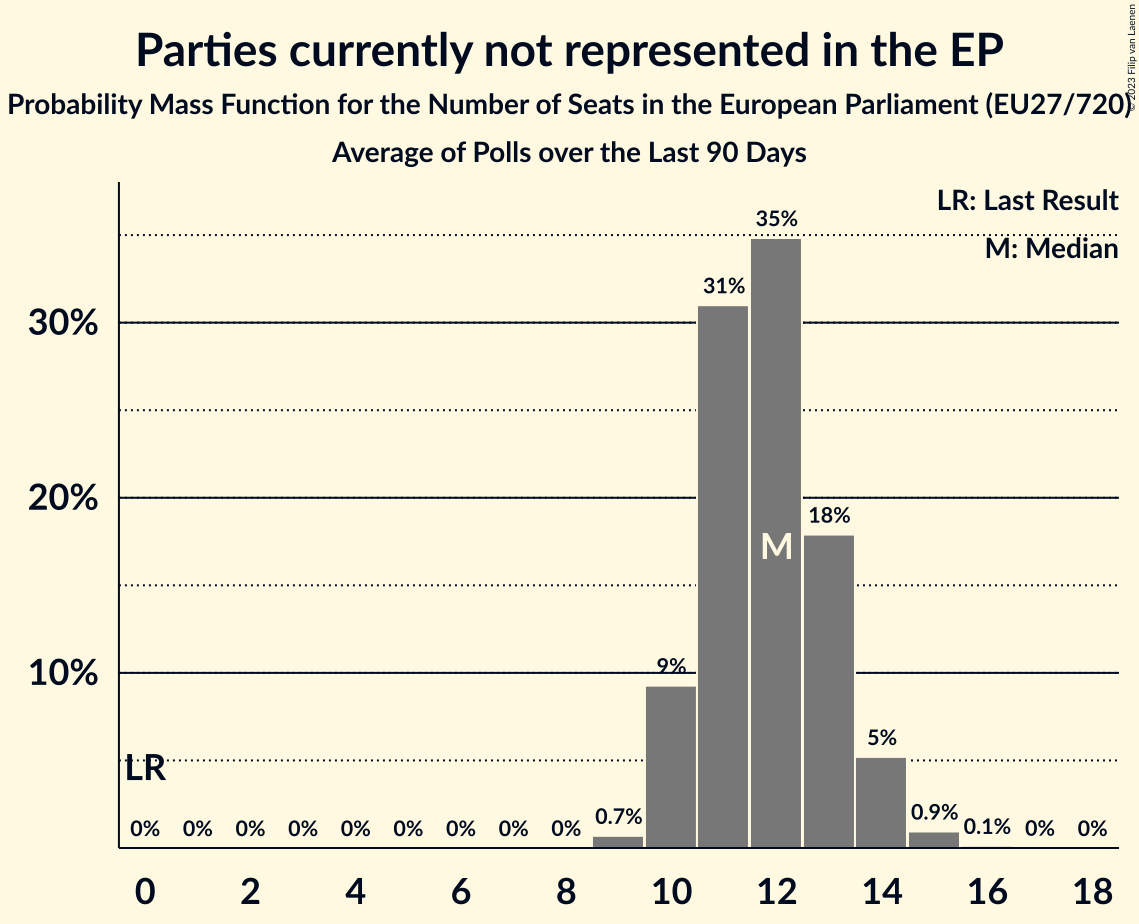 Parties currently not represented in the EP
Probability Mass Function for the Number of Seats in the European Parliament (EU27/720)
Average of Polls over the Last 90 Days
© 2023 Filip van Laenen
LR: Last Result
M: Median
35%
31%
30%
20%
18%
M
10%
9%
5%
LR
0% 0% 0% 0% 0% 0% 0% 0% 0% 0.7% 0.9% 0.1% 0% 0%
0 2 4 6 8 10 12 14 16 18